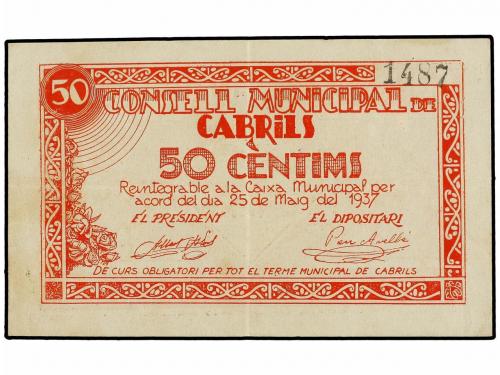 50
1487
CONSELL MUNICIPAL DE
CABRILS
50 CÈNTIMS
Reintegrable a la Caixa Municipal per
acord del dia 25 de Maig del 1937
EL PRESIDENT EL DIPOSITARI
DE CURS OBLIGATORI PER TOT EL TERME MUNICIPAL DE CABRILS